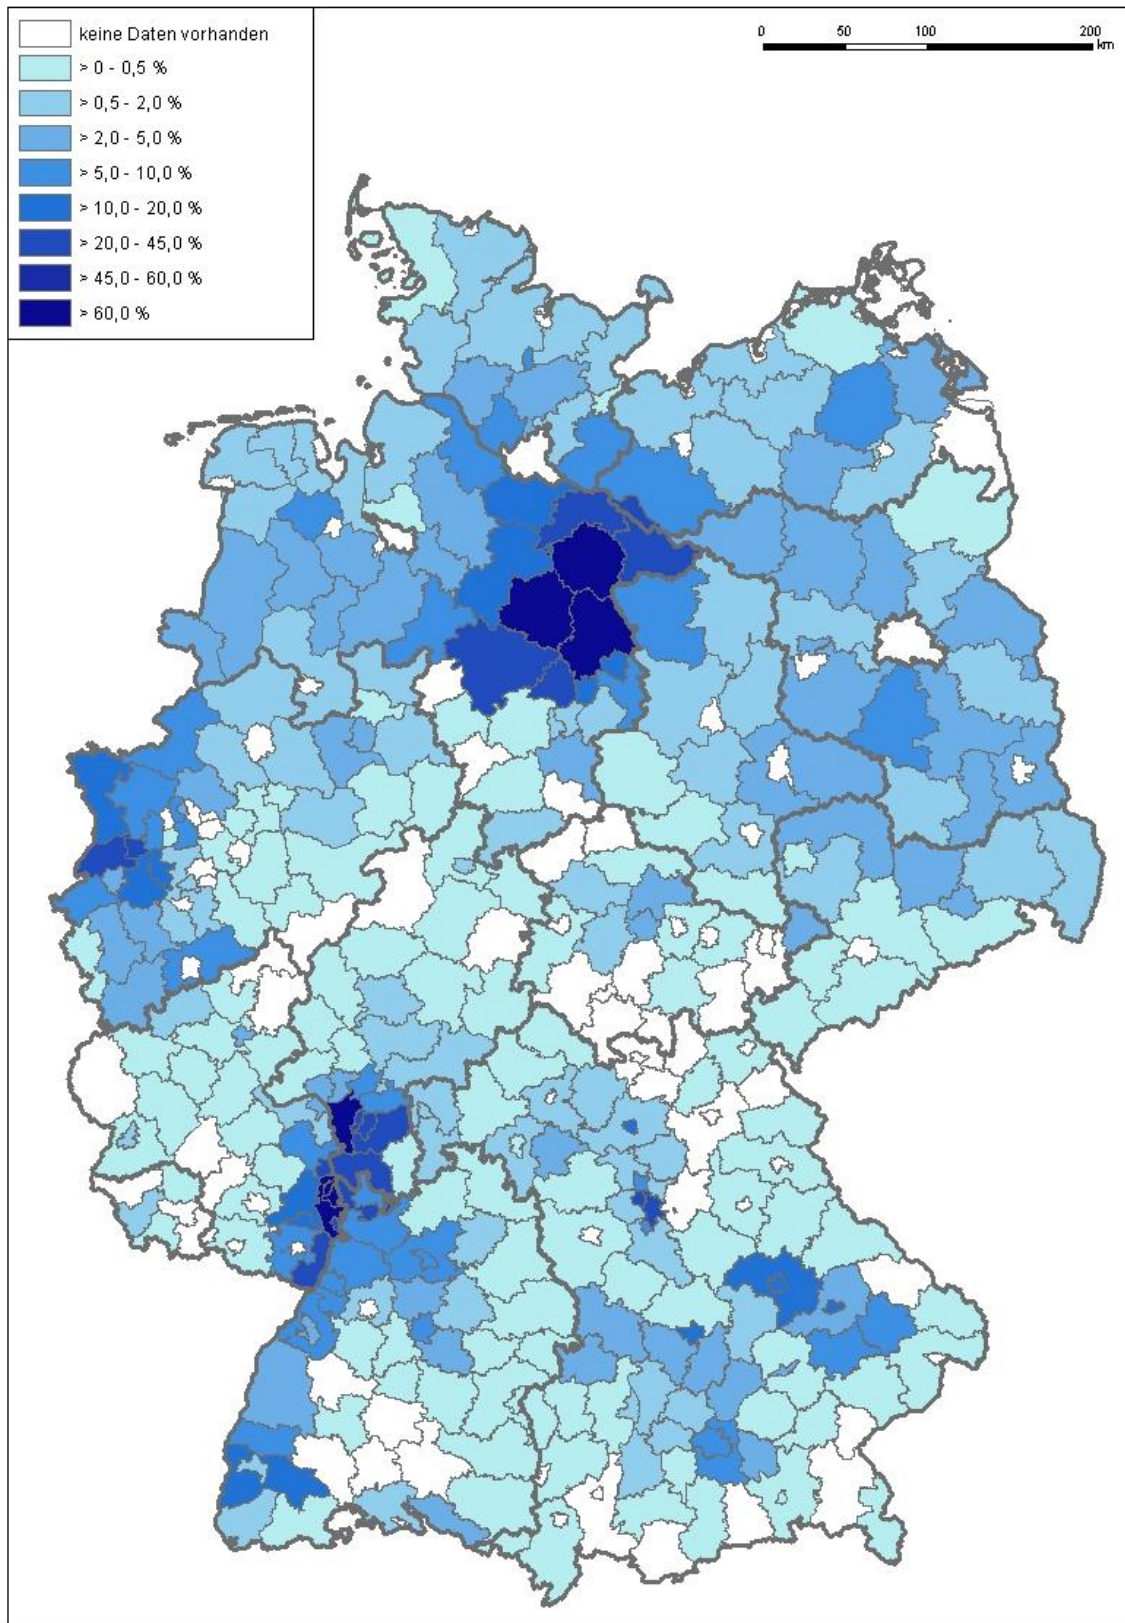 keine Daten vorhanden
> 0 - 0,5 %
> 0,5 - 2,0 %
> 2,0 - 5,0 %
> 5,0 - 10,0 %
> 10,0 - 20,0 %
> 20,0 - 45,0 %
> 45,0 - 60,0 %
> 60,0 %
0 50 100 200
km